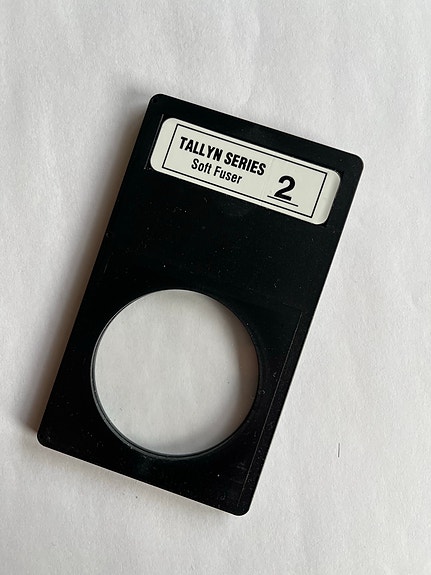 TALLYN SERIES
Soft Fuser
2